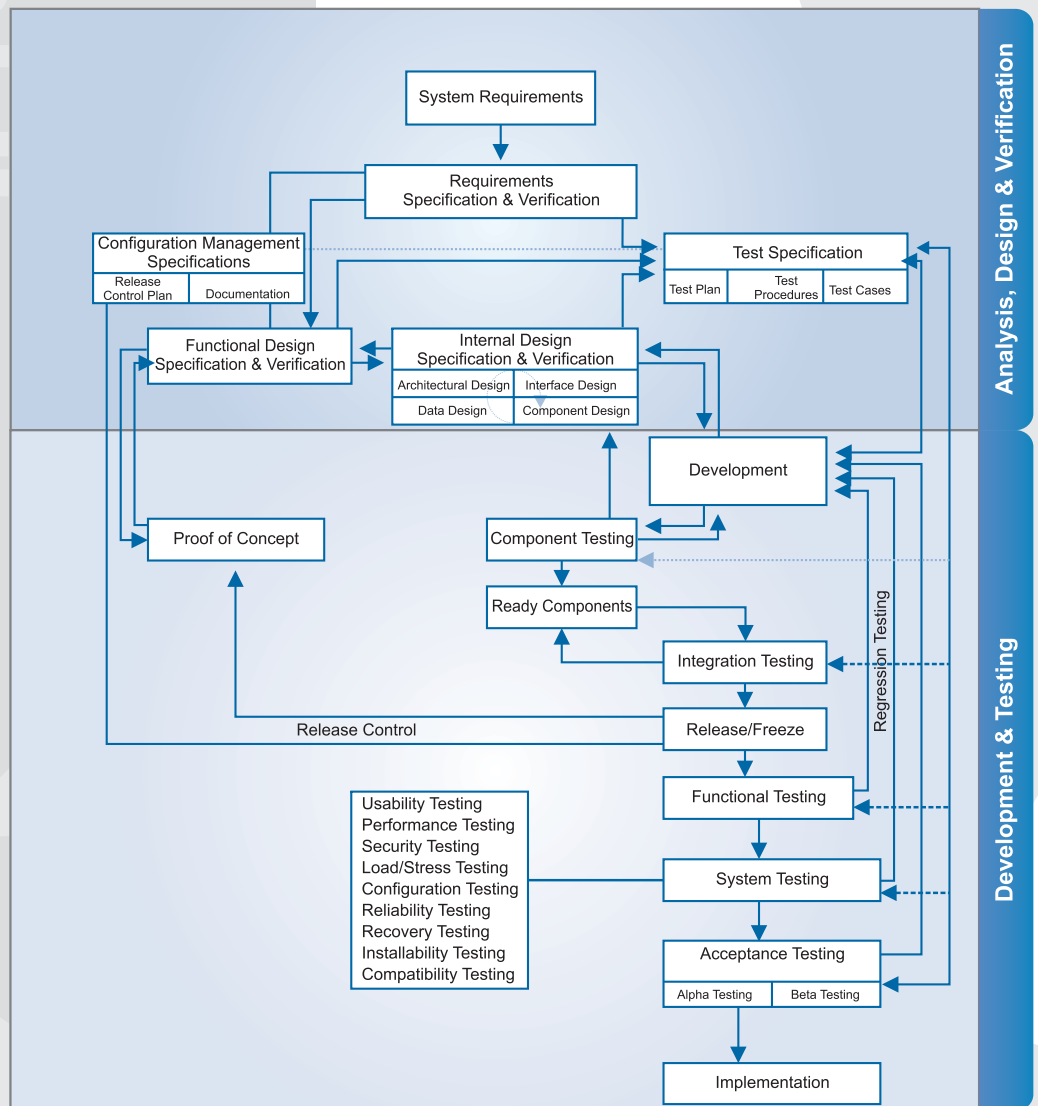 System Requirements
Requirements
Specification & Verification
Configuration Management
Specifications
Release
Control Plan
Documentation
Test Specification
Test Plan
Test
Procedures
Test Cases
Functional Design
Specification & Verification
Internal Design
Specification & Verification
Architectural Design
Interface Design
Data Design
Component Design
Analysis, Design & Verification
Development
Proof of Concept
Component Testing
Ready Components
Integration Testing
Regression Testing
Release Control
Release/Freeze
Functional Testing
Usability Testing
Performance Testing
Security Testing
Load/Stress Testing
Configuration Testing
Reliability Testing
Recovery Testing
Installability Testing
Compatibility Testing
System Testing
Acceptance Testing
Alpha Testing
Beta Testing
Implementation
Development & Testing